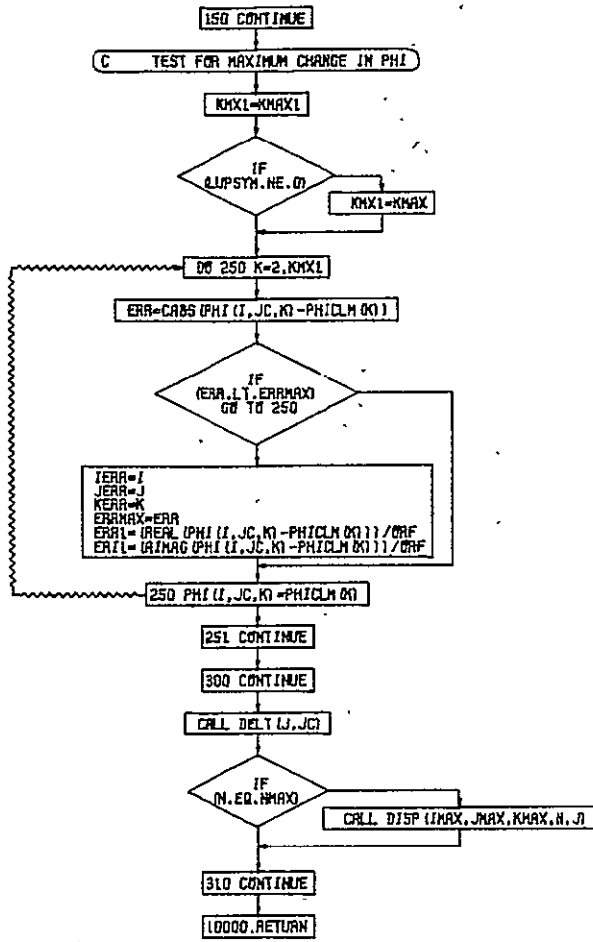 150 CONTINUE
C TEST FOR MAXIMUM CHANGE IN PHI
KMX1=KMAX1
IF
(LUPSYM.NE.0)
KMX1=KMAX
DO 250 K=2,KMX1
ERR=CABS(PHI(I,JC,K)-PHICLM(K))
IF
(ERR.LT.ERRMAX)
GO TO 250
IERR=I
JERR=J
KERR=K
ERRMAX=ERR
ERR1=(REAL(PHI(I,JC,K)-PHICLM(K)))/ORF
ERI1=(AIMAG(PHI(I,JC,K)-PHICLM(K)))/ORF
250 PHI(I,JC,K)=PHICLM(K)
251 CONTINUE
300 CONTINUE
CALL DELT(J,JC)
IF
(N.EQ.NMAX)
CALL DISP(IMAX,JMAX,KMAX,N,J)
310 CONTINUE
10000.RETURN